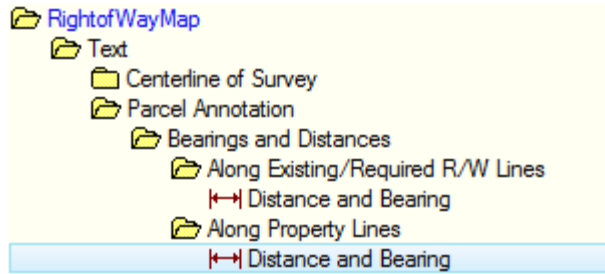 RightofWayMap
Text
Centerline of Survey
Parcel Annotation
Bearings and Distances
Along Existing/Required R/W Lines
Distance and Bearing
Along Property Lines
Distance and Bearing